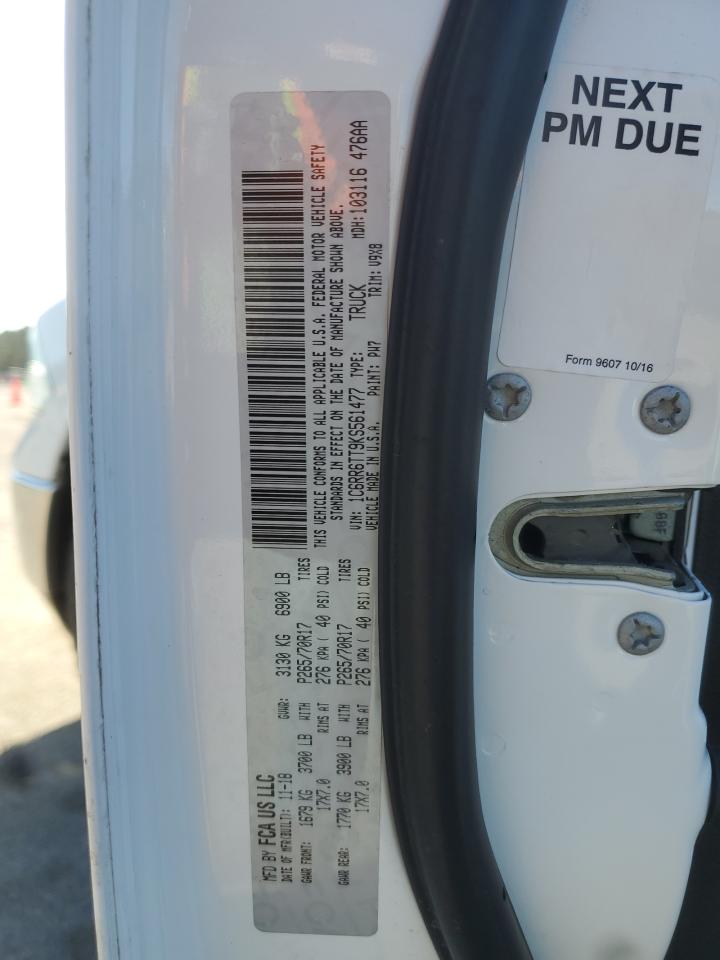 MFD BY FCA US LLC
DATE OF MFR(BUILT): 11-18 GVWR: 3130 KG 6900 LB
GAWR FRONT: 1679 KG 3700 LB WITH P265/70R17 TIRES
17X7.0 RIMS AT 276 KPA ( 40 PSI) COLD
GAWR REAR: 1770 KG 3900 LB WITH P265/70R17 TIRES
17X7.0 RIMS AT 276 KPA ( 40 PSI) COLD
THIS VEHICLE CONFORMS TO ALL APPLICABLE U.S.A. FEDERAL MOTOR VEHICLE SAFETY
STANDARDS IN EFFECT ON THE DATE OF MANUFACTURE SHOWN ABOVE.
VIN: 1C6RR6TT9KS561477 TYPE: TRUCK MDH: 103116 476AA
VEHICLE MADE IN U.S.A. PAINT: PW7 TRIM: V9X8
NEXT
PM DUE
Form 9607 10/16